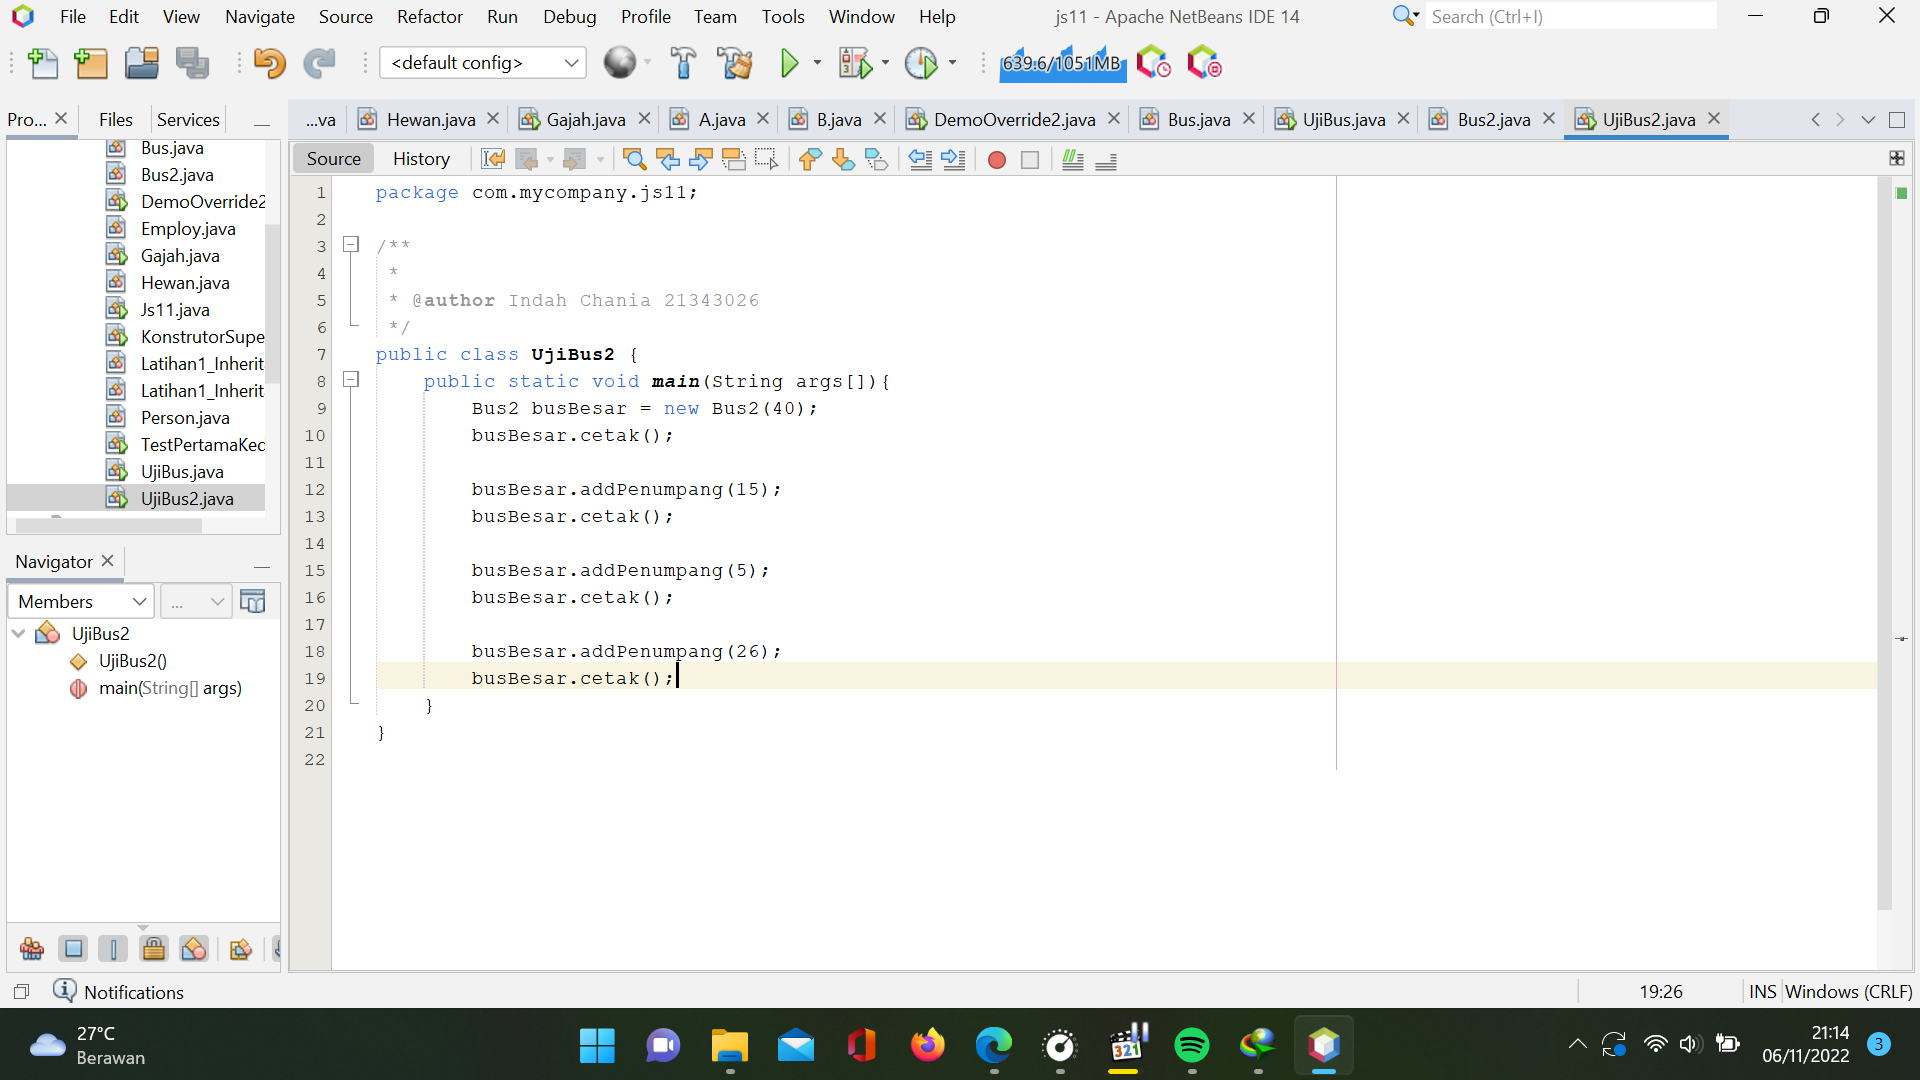 File Edit View Navigate Source Refactor Run Debug Profile Team Tools Window Help
js11 - Apache NetBeans IDE 14
Search (Ctrl+I)
<default config>
639.6/1051MB
Pro... Files Services
...va Hewan.java Gajah.java A.java B.java DemoOverride2.java Bus.java UjiBus.java Bus2.java UjiBus2.java
Source History
Bus.java
Bus2.java
DemoOverride2
Employ.java
Gajah.java
Hewan.java
Js11.java
KonstrutorSupe
Latihan1_Inherit
Latihan1_Inherit
Person.java
TestPertamaKed
UjiBus.java
UjiBus2.java
Navigator
Members ...
UjiBus2
UjiBus2()
main(String[] args)
1 package com.mycompany.js11;
2
3 /**
4 *
5 * @author Indah Chania 21343026
6 */
7 public class UjiBus2 {
8 public static void main(String args[]){
9 Bus2 busBesar = new Bus2(40);
10 busBesar.cetak();
11
12 busBesar.addPenumpang(15);
13 busBesar.cetak();
14
15 busBesar.addPenumpang(5);
16 busBesar.cetak();
17
18 busBesar.addPenumpang(26);
19 busBesar.cetak();
20 }
21 }
22
Notifications
19:26 INS Windows (CRLF)
27°C
Berawan
321
21:14
06/11/2022
3